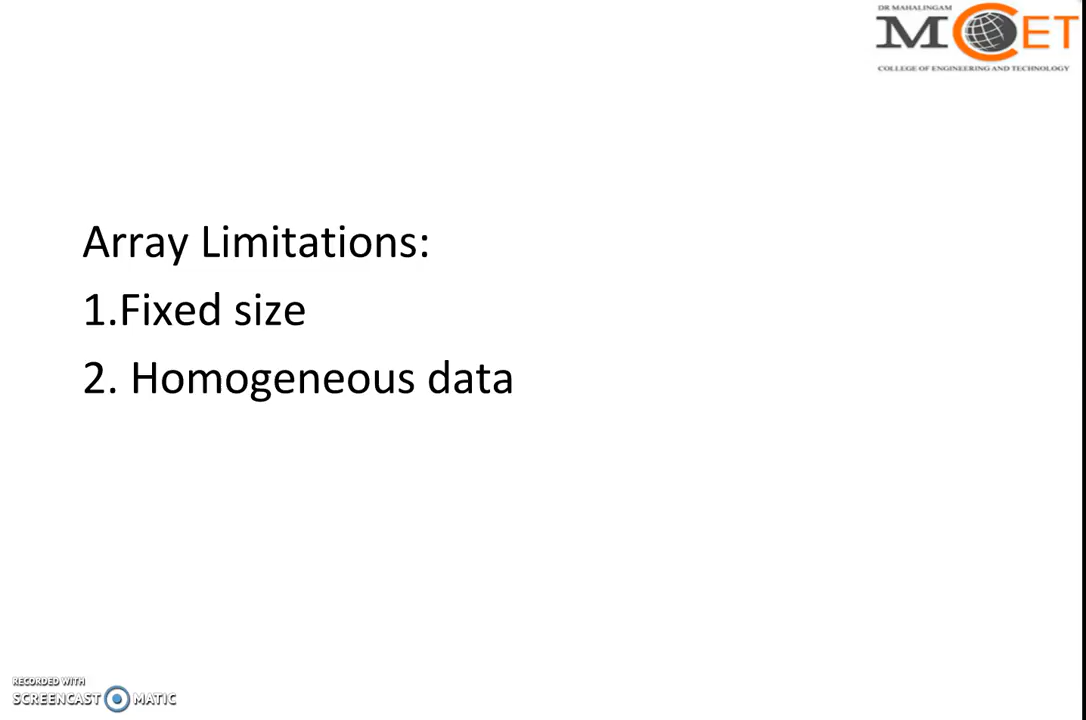 DR MAHALINGAM
MCET
COLLEGE OF ENGINEERING AND TECHNOLOGY
Array Limitations:
1.Fixed size
2. Homogeneous data
RECORDED WITH
SCREENCAST MATIC